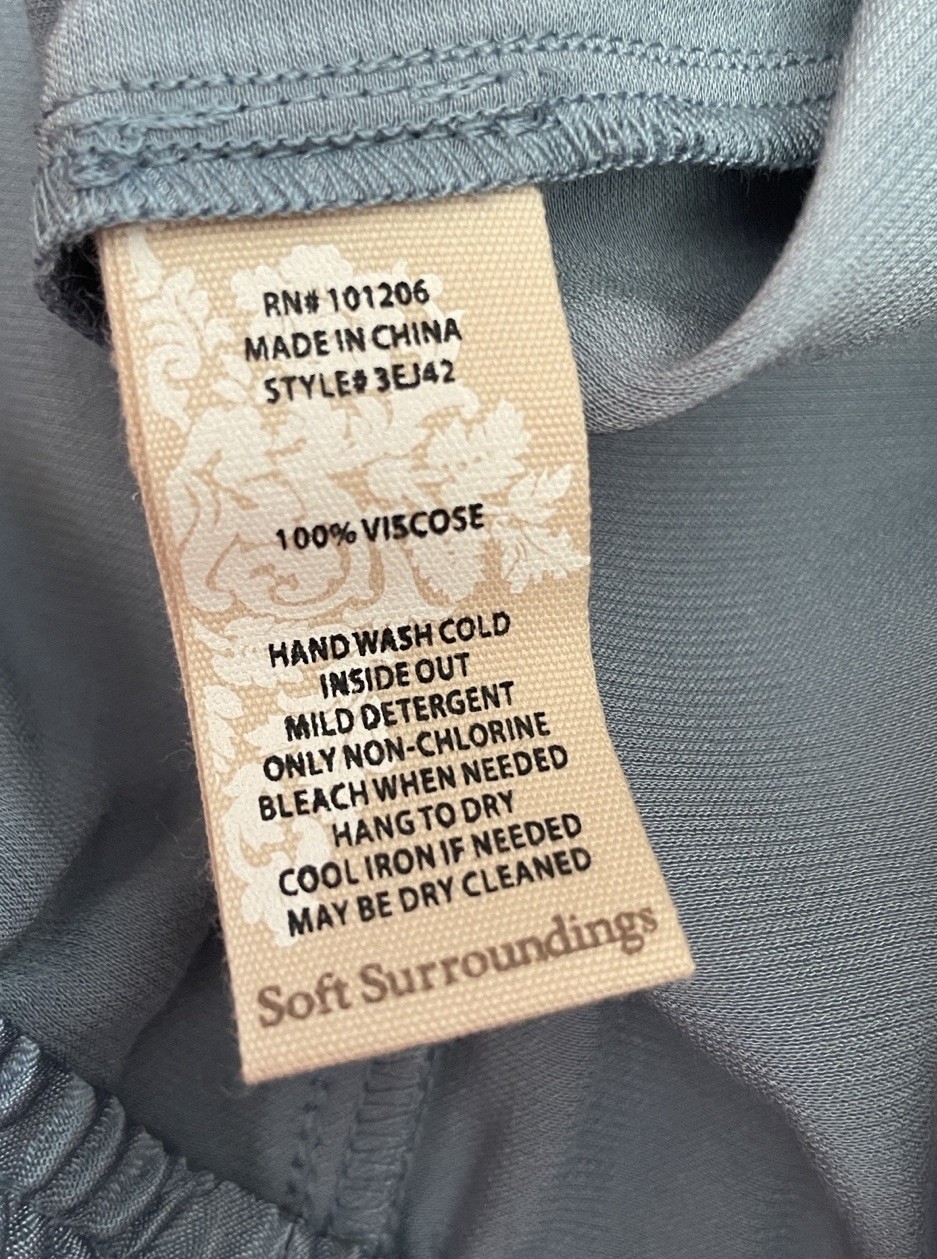 RN# 101206
MADE IN CHINA
STYLE# 3EJ42
100% VISCOSE
HAND WASH COLD
INSIDE OUT
MILD DETERGENT
ONLY NON-CHLORINE
BLEACH WHEN NEEDED
HANG TO DRY
COOL IRON IF NEEDED
MAY BE DRY CLEANED
Soft Surroundings